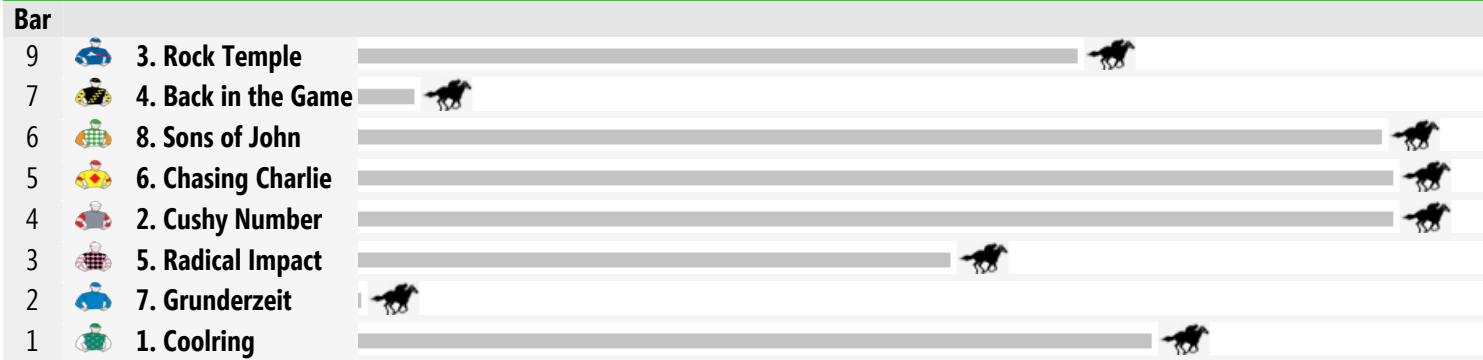 Bar
9 3. Rock Temple
7 4. Back in the Game
6 8. Sons of John
5 6. Chasing Charlie
4 2. Cushy Number
3 5. Radical Impact
2 7. Grunderzeit
1 1. Coolring